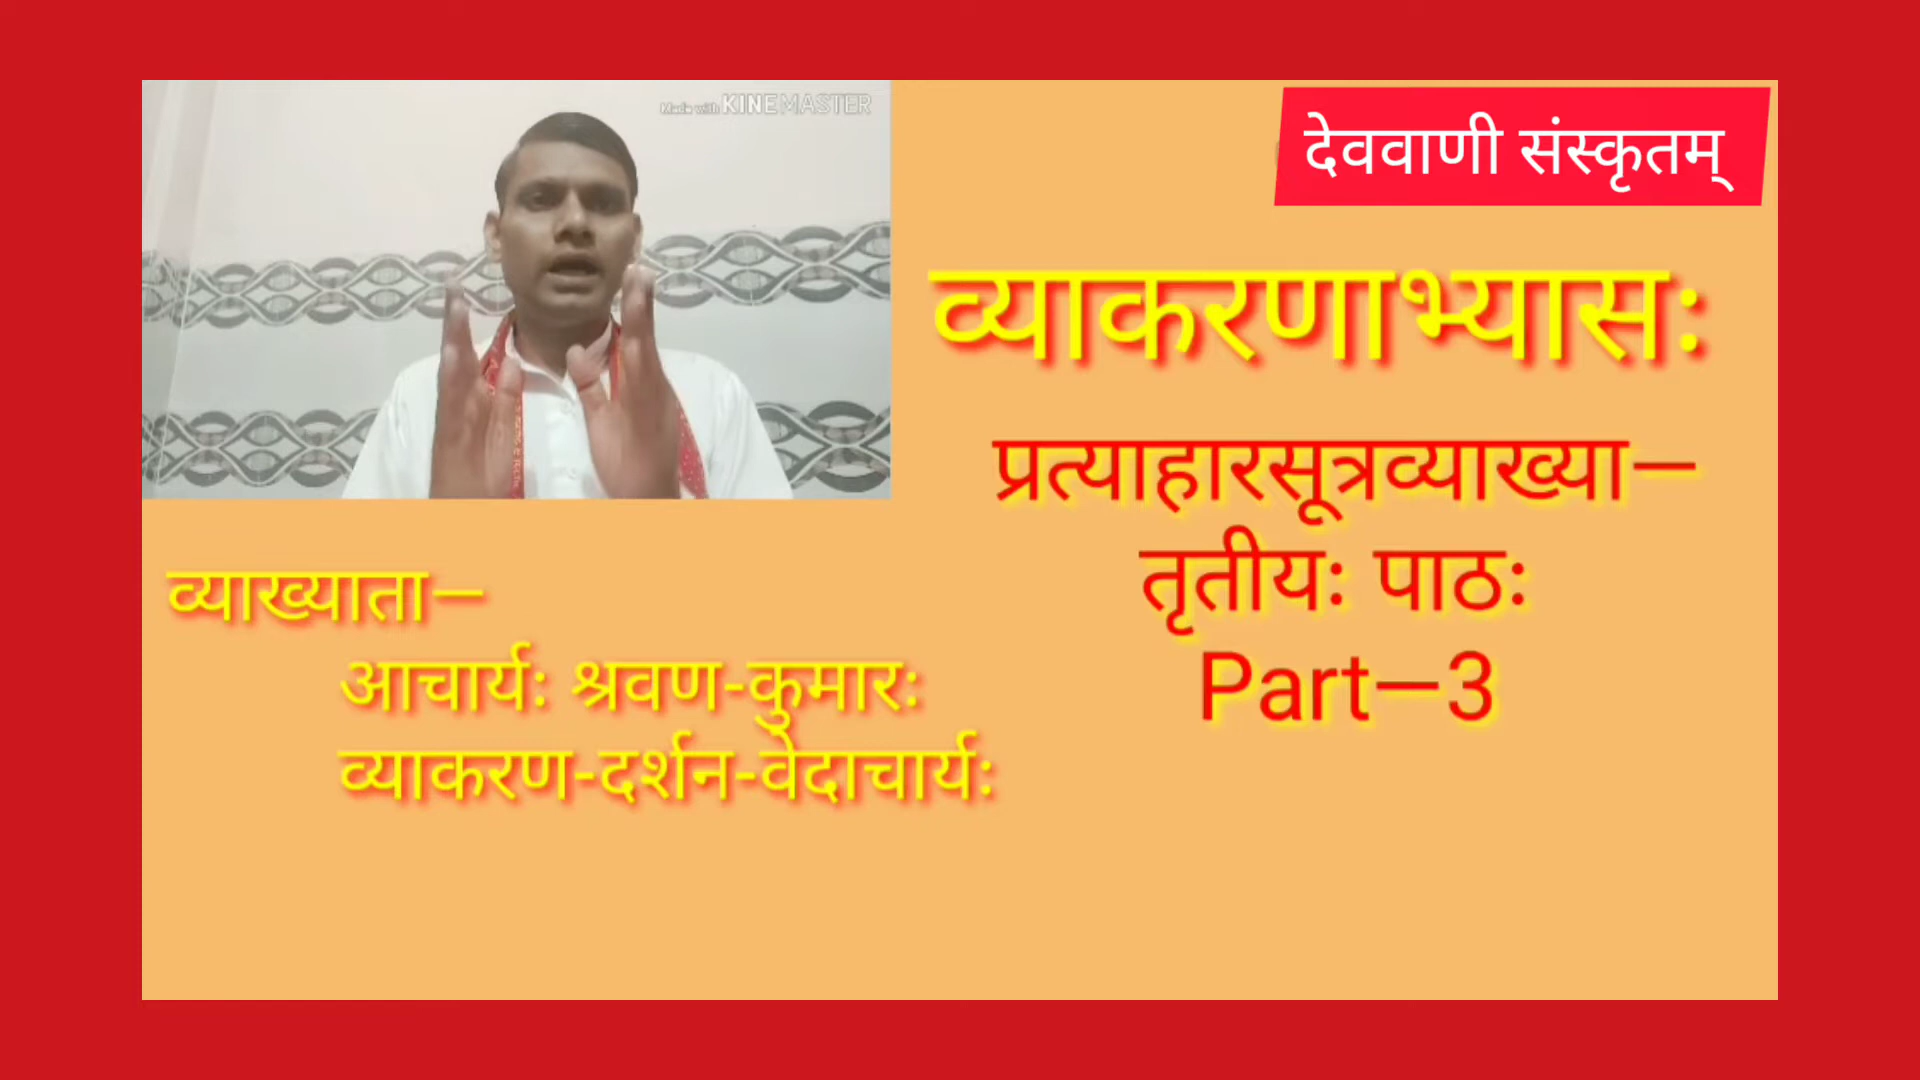 Made with KINEMASTER
देववाणी संस्कृतम्
व्याकरणाभ्यासः
प्रत्याहारसूत्रव्याख्या—
तृतीयः पाठः
Part—3
व्याख्याता—
आचार्यः श्रवण-कुमारः
व्याकरण-दर्शन-वेदाचार्यः